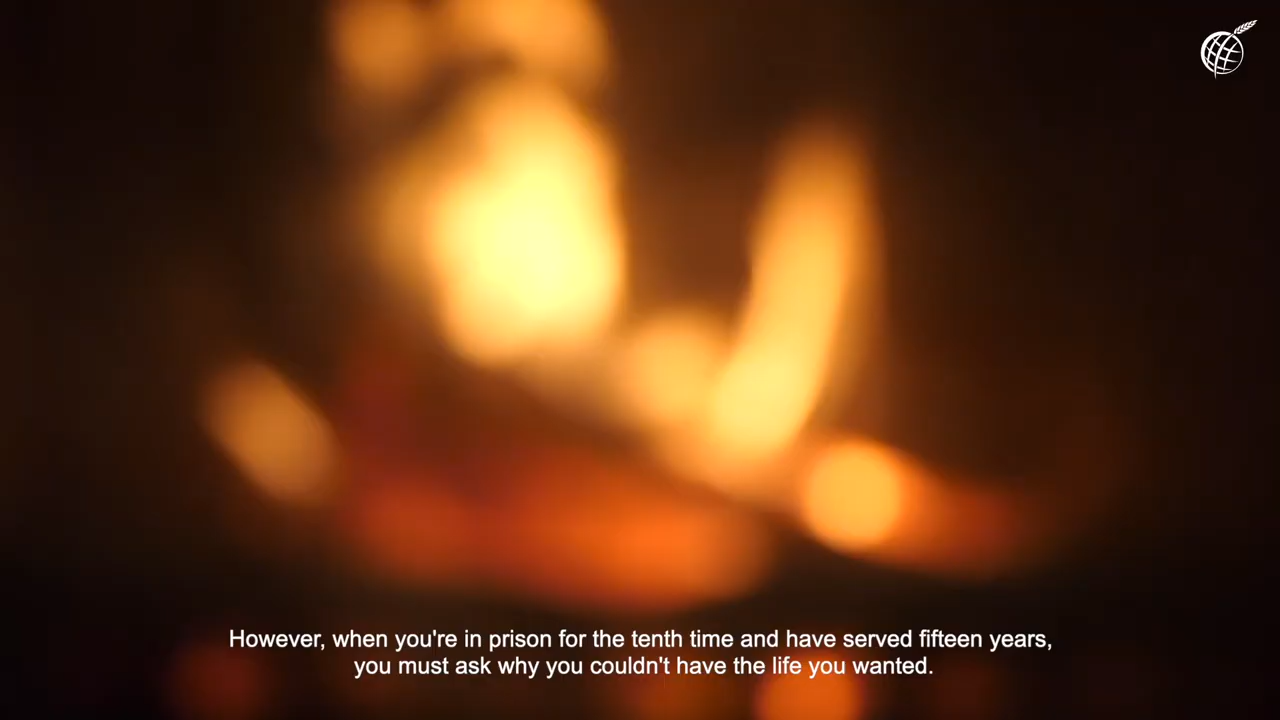 However, when you're in prison for the tenth time and have served fifteen years,
you must ask why you couldn't have the life you wanted.